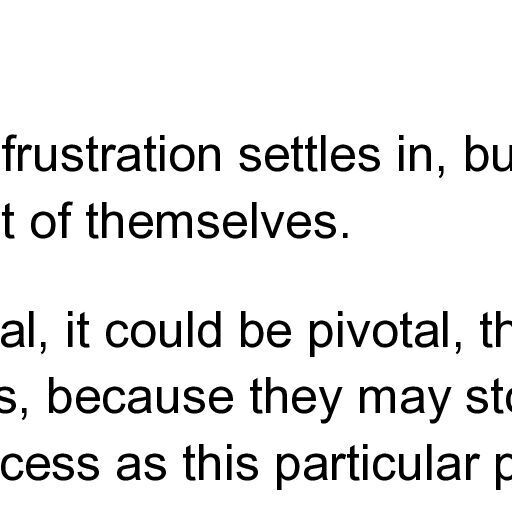 frustration settles in, bu
t of themselves.
al, it could be pivotal, th
s, because they may sto
cess as this particular p